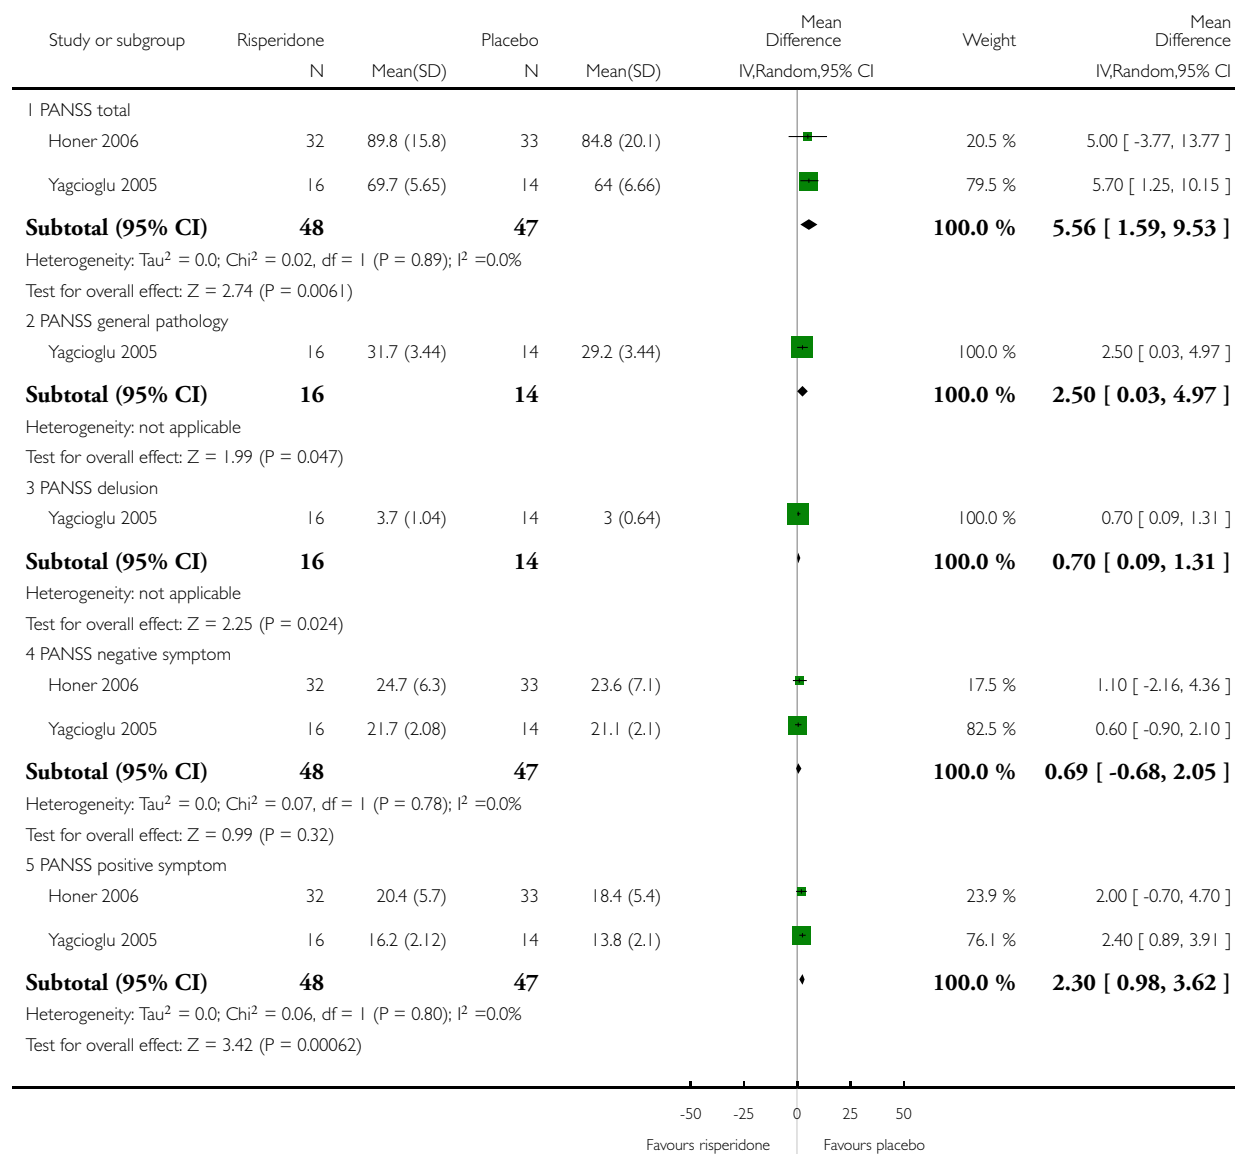 Mean Mean
Study or subgroup Risperidone Placebo Difference Weight Difference
N Mean(SD) N Mean(SD) IV,Random,95% CI IV,Random,95% CI
1 PANSS total
Honer 2006 32 89.8 (15.8) 33 84.8 (20.1) 20.5 % 5.00 [ -3.77, 13.77 ]
Yagcioglu 2005 16 69.7 (5.65) 14 64 (6.66) 79.5 % 5.70 [ 1.25, 10.15 ]
Subtotal (95% CI) 48 47 100.0 % 5.56 [ 1.59, 9.53 ]
Heterogeneity: Tau² = 0.0; Chi² = 0.02, df = 1 (P = 0.89); I² =0.0%
Test for overall effect: Z = 2.74 (P = 0.0061)
2 PANSS general pathology
Yagcioglu 2005 16 31.7 (3.44) 14 29.2 (3.44) 100.0 % 2.50 [ 0.03, 4.97 ]
Subtotal (95% CI) 16 14 100.0 % 2.50 [ 0.03, 4.97 ]
Heterogeneity: not applicable
Test for overall effect: Z = 1.99 (P = 0.047)
3 PANSS delusion
Yagcioglu 2005 16 3.7 (1.04) 14 3 (0.64) 100.0 % 0.70 [ 0.09, 1.31 ]
Subtotal (95% CI) 16 14 100.0 % 0.70 [ 0.09, 1.31 ]
Heterogeneity: not applicable
Test for overall effect: Z = 2.25 (P = 0.024)
4 PANSS negative symptom
Honer 2006 32 24.7 (6.3) 33 23.6 (7.1) 17.5 % 1.10 [ -2.16, 4.36 ]
Yagcioglu 2005 16 21.7 (2.08) 14 21.1 (2.1) 82.5 % 0.60 [ -0.90, 2.10 ]
Subtotal (95% CI) 48 47 100.0 % 0.69 [ -0.68, 2.05 ]
Heterogeneity: Tau² = 0.0; Chi² = 0.07, df = 1 (P = 0.78); I² =0.0%
Test for overall effect: Z = 0.99 (P = 0.32)
5 PANSS positive symptom
Honer 2006 32 20.4 (5.7) 33 18.4 (5.4) 23.9 % 2.00 [ -0.70, 4.70 ]
Yagcioglu 2005 16 16.2 (2.12) 14 13.8 (2.1) 76.1 % 2.40 [ 0.89, 3.91 ]
Subtotal (95% CI) 48 47 100.0 % 2.30 [ 0.98, 3.62 ]
Heterogeneity: Tau² = 0.0; Chi² = 0.06, df = 1 (P = 0.80); I² =0.0%
Test for overall effect: Z = 3.42 (P = 0.00062)
-50 -25 0 25 50
Favours risperidone Favours placebo